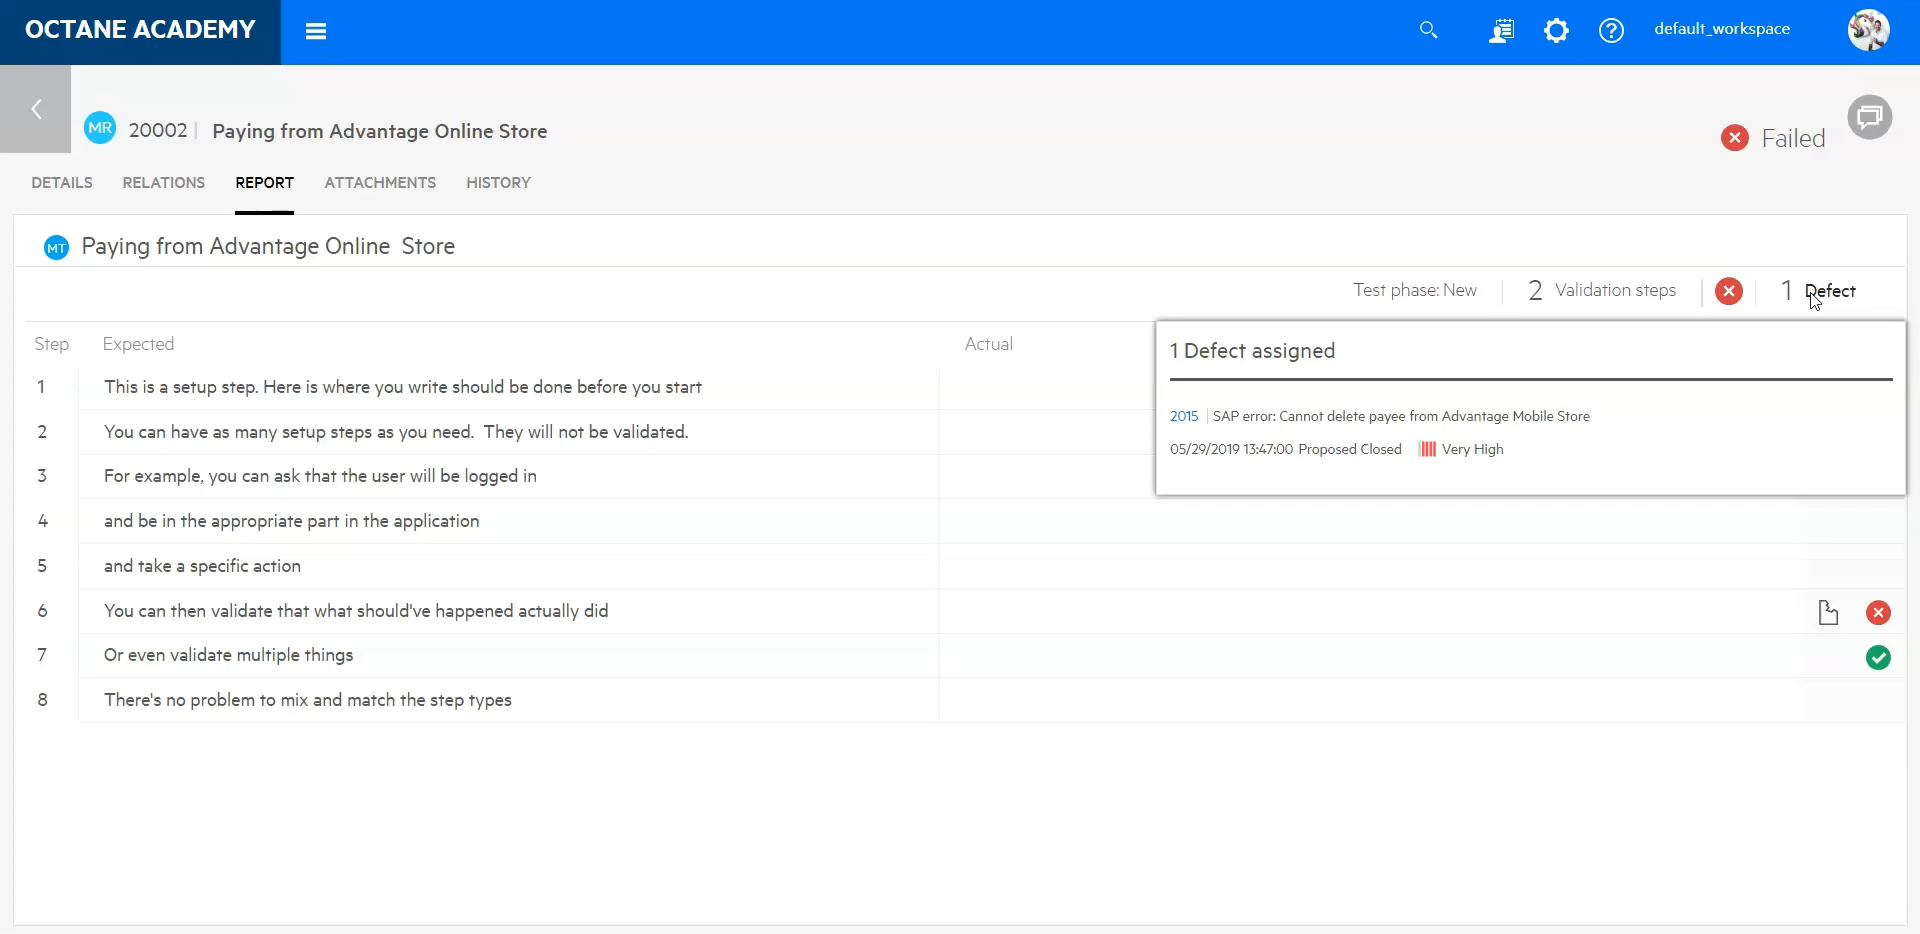 OCTANE ACADEMY
default_workspace
MR 20002 Paying from Advantage Online Store
Failed
DETAILS RELATIONS REPORT ATTACHMENTS HISTORY
MT Paying from Advantage Online Store
Test phase: New 2 Validation steps 1 Defect
Step Expected Actual
1 Defect assigned
2015 SAP error: Cannot delete payee from Advantage Mobile Store
05/29/2019 13:47:00 Proposed Closed Very High
1 This is a setup step. Here is where you write should be done before you start
2 You can have as many setup steps as you need. They will not be validated.
3 For example, you can ask that the user will be logged in
4 and be in the appropriate part in the application
5 and take a specific action
6 You can then validate that what should've happened actually did
7 Or even validate multiple things
8 There's no problem to mix and match the step types